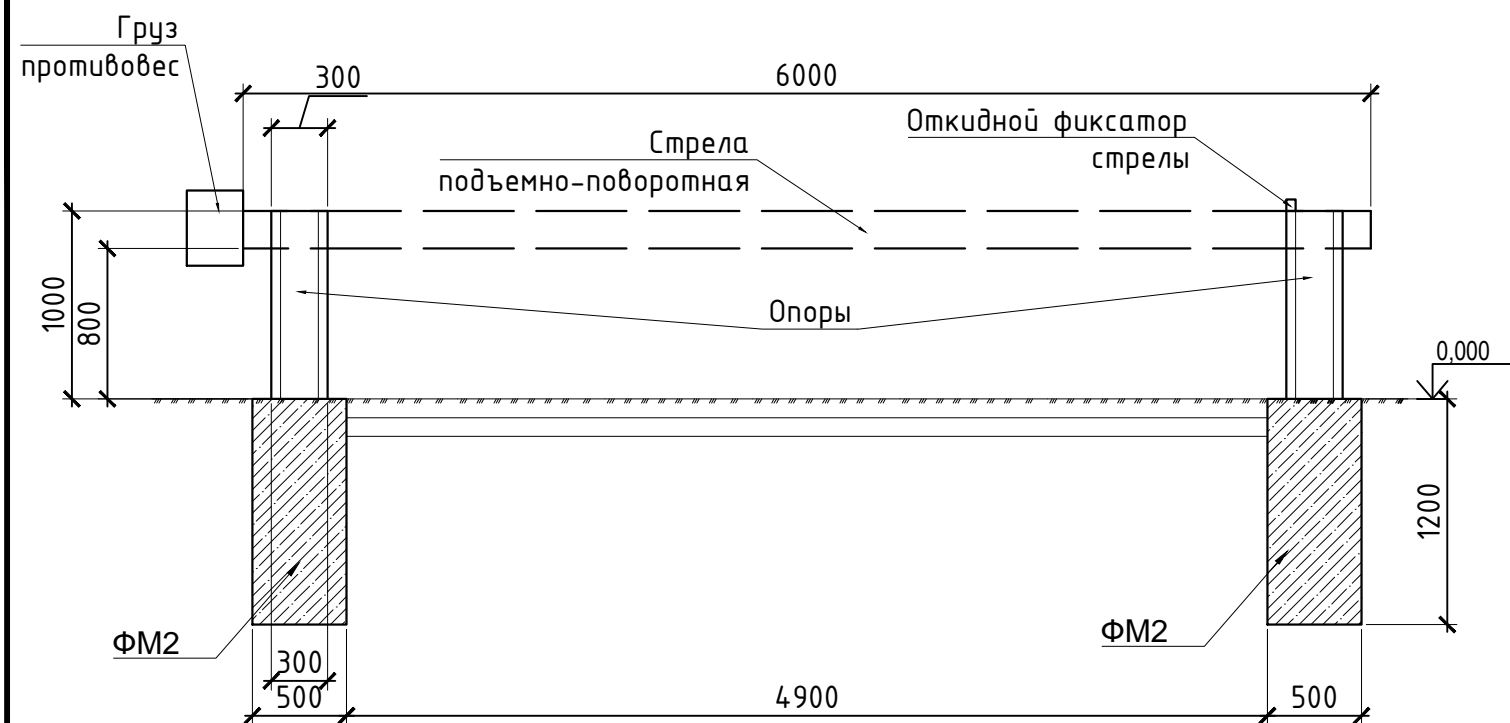 Груз
противовес
300
6000
Стрела
подъемно-поворотная
Откидной фиксатор
стрелы
1000
800
Опоры
0,000
1200
ФМ2
ФМ2
300
500
4900
500